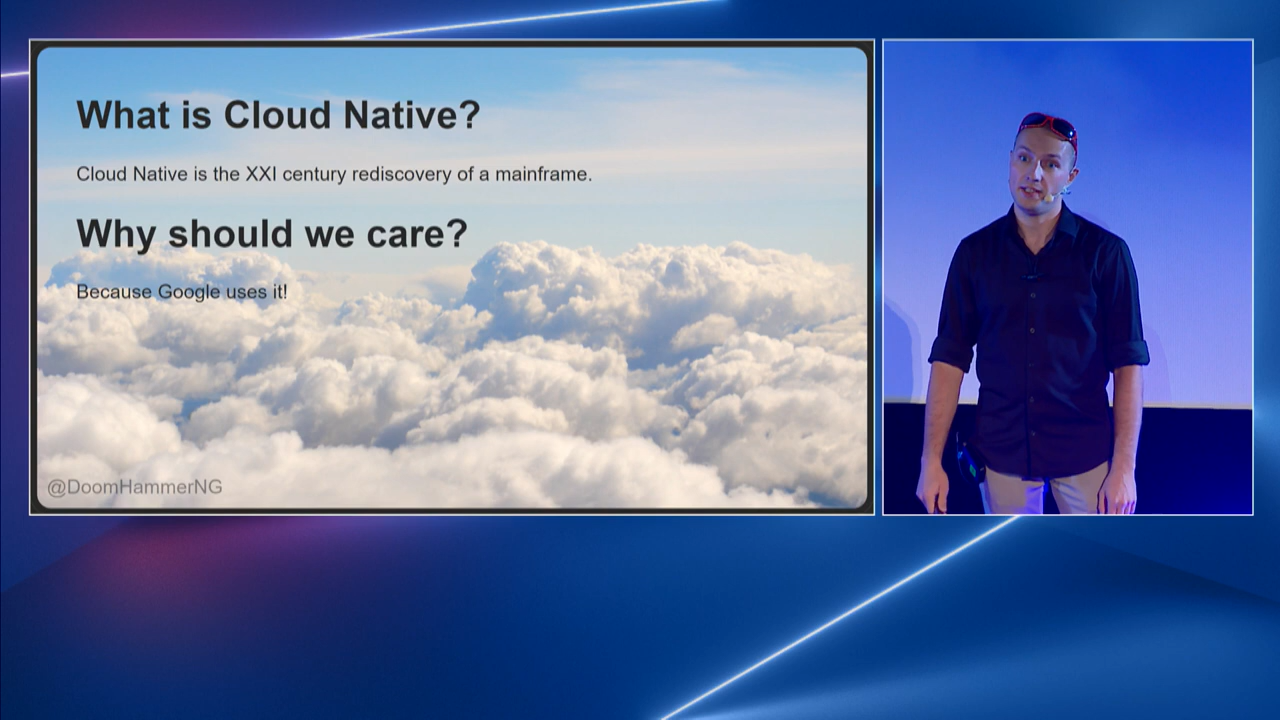 What is Cloud Native?
Cloud Native is the XXI century rediscovery of a mainframe.
Why should we care?
Because Google uses it!
@DoomHammerNG